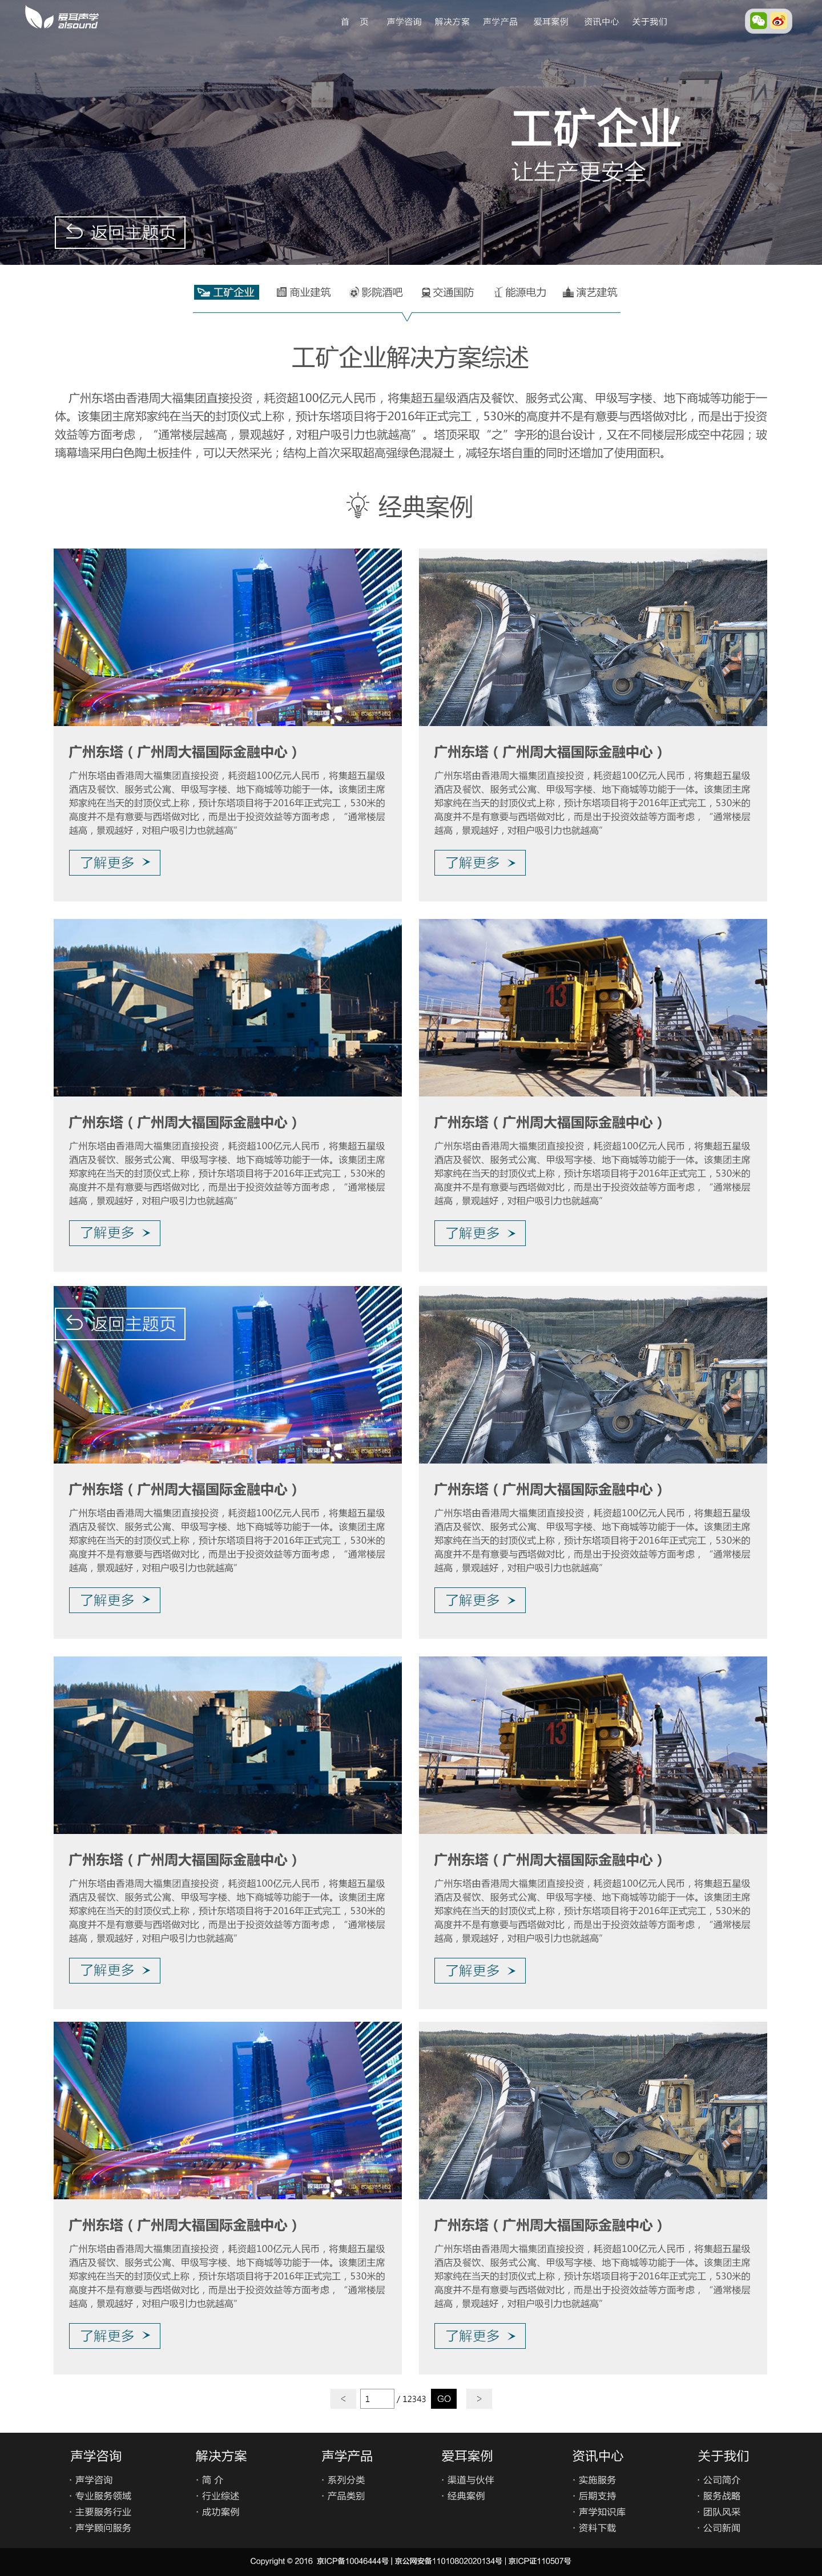 爱耳声学
aisound
首 页 声学咨询 解决方案 声学产品 爱耳案例 资讯中心 关于我们
工矿企业
让生产更安全
返回主题页
工矿企业 商业建筑 影院酒吧 交通国防 能源电力 演艺建筑
工矿企业解决方案综述
广州东塔由香港周大福集团直接投资，耗资超100亿元人民币，将集超五星级酒店及餐饮、服务式公寓、甲级写字楼、地下商城等功能于一
体。该集团主席郑家纯在当天的封顶仪式上称，预计东塔项目将于2016年正式完工，530米的高度并不是有意要与西塔做对比，而是出于投资
效益等方面考虑，“通常楼层越高，景观越好，对租户吸引力也就越高”。塔顶采取“之”字形的退台设计，又在不同楼层形成空中花园；玻
璃幕墙采用白色陶土板挂件，可以天然采光；结构上首次采取超高强绿色混凝土，减轻东塔自重的同时还增加了使用面积。
经典案例
广州东塔（广州周大福国际金融中心）
广州东塔由香港周大福集团直接投资，耗资超100亿元人民币，将集超五星级
酒店及餐饮、服务式公寓、甲级写字楼、地下商城等功能于一体。该集团主席
郑家纯在当天的封顶仪式上称，预计东塔项目将于2016年正式完工，530米的
高度并不是有意要与西塔做对比，而是出于投资效益等方面考虑，“通常楼层
越高，景观越好，对租户吸引力也就越高”
了解更多 >
广州东塔（广州周大福国际金融中心）
广州东塔由香港周大福集团直接投资，耗资超100亿元人民币，将集超五星级
酒店及餐饮、服务式公寓、甲级写字楼、地下商城等功能于一体。该集团主席
郑家纯在当天的封顶仪式上称，预计东塔项目将于2016年正式完工，530米的
高度并不是有意要与西塔做对比，而是出于投资效益等方面考虑，“通常楼层
越高，景观越好，对租户吸引力也就越高”
了解更多 >
13
广州东塔（广州周大福国际金融中心）
广州东塔由香港周大福集团直接投资，耗资超100亿元人民币，将集超五星级
酒店及餐饮、服务式公寓、甲级写字楼、地下商城等功能于一体。该集团主席
郑家纯在当天的封顶仪式上称，预计东塔项目将于2016年正式完工，530米的
高度并不是有意要与西塔做对比，而是出于投资效益等方面考虑，“通常楼层
越高，景观越好，对租户吸引力也就越高”
了解更多 >
广州东塔（广州周大福国际金融中心）
广州东塔由香港周大福集团直接投资，耗资超100亿元人民币，将集超五星级
酒店及餐饮、服务式公寓、甲级写字楼、地下商城等功能于一体。该集团主席
郑家纯在当天的封顶仪式上称，预计东塔项目将于2016年正式完工，530米的
高度并不是有意要与西塔做对比，而是出于投资效益等方面考虑，“通常楼层
越高，景观越好，对租户吸引力也就越高”
了解更多 >
返回主题页
广州东塔（广州周大福国际金融中心）
广州东塔由香港周大福集团直接投资，耗资超100亿元人民币，将集超五星级
酒店及餐饮、服务式公寓、甲级写字楼、地下商城等功能于一体。该集团主席
郑家纯在当天的封顶仪式上称，预计东塔项目将于2016年正式完工，530米的
高度并不是有意要与西塔做对比，而是出于投资效益等方面考虑，“通常楼层
越高，景观越好，对租户吸引力也就越高”
了解更多 >
广州东塔（广州周大福国际金融中心）
广州东塔由香港周大福集团直接投资，耗资超100亿元人民币，将集超五星级
酒店及餐饮、服务式公寓、甲级写字楼、地下商城等功能于一体。该集团主席
郑家纯在当天的封顶仪式上称，预计东塔项目将于2016年正式完工，530米的
高度并不是有意要与西塔做对比，而是出于投资效益等方面考虑，“通常楼层
越高，景观越好，对租户吸引力也就越高”
了解更多 >
13
广州东塔（广州周大福国际金融中心）
广州东塔由香港周大福集团直接投资，耗资超100亿元人民币，将集超五星级
酒店及餐饮、服务式公寓、甲级写字楼、地下商城等功能于一体。该集团主席
郑家纯在当天的封顶仪式上称，预计东塔项目将于2016年正式完工，530米的
高度并不是有意要与西塔做对比，而是出于投资效益等方面考虑，“通常楼层
越高，景观越好，对租户吸引力也就越高”
了解更多 >
广州东塔（广州周大福国际金融中心）
广州东塔由香港周大福集团直接投资，耗资超100亿元人民币，将集超五星级
酒店及餐饮、服务式公寓、甲级写字楼、地下商城等功能于一体。该集团主席
郑家纯在当天的封顶仪式上称，预计东塔项目将于2016年正式完工，530米的
高度并不是有意要与西塔做对比，而是出于投资效益等方面考虑，“通常楼层
越高，景观越好，对租户吸引力也就越高”
了解更多 >
广州东塔（广州周大福国际金融中心）
广州东塔由香港周大福集团直接投资，耗资超100亿元人民币，将集超五星级
酒店及餐饮、服务式公寓、甲级写字楼、地下商城等功能于一体。该集团主席
郑家纯在当天的封顶仪式上称，预计东塔项目将于2016年正式完工，530米的
高度并不是有意要与西塔做对比，而是出于投资效益等方面考虑，“通常楼层
越高，景观越好，对租户吸引力也就越高”
了解更多 >
广州东塔（广州周大福国际金融中心）
广州东塔由香港周大福集团直接投资，耗资超100亿元人民币，将集超五星级
酒店及餐饮、服务式公寓、甲级写字楼、地下商城等功能于一体。该集团主席
郑家纯在当天的封顶仪式上称，预计东塔项目将于2016年正式完工，530米的
高度并不是有意要与西塔做对比，而是出于投资效益等方面考虑，“通常楼层
越高，景观越好，对租户吸引力也就越高”
了解更多 >
< 1 / 12343 GO >
声学咨询
· 声学咨询
· 专业服务领域
· 主要服务行业
· 声学顾问服务
解决方案
· 简 介
· 行业综述
· 成功案例
声学产品
· 系列分类
· 产品类别
爱耳案例
· 渠道与伙伴
· 经典案例
资讯中心
· 实施服务
· 后期支持
· 声学知识库
· 资料下载
关于我们
· 公司简介
· 服务战略
· 团队风采
· 公司新闻
Copyright © 2016 京ICP备10046444号 | 京公网安备11010802020134号 | 京ICP证110507号